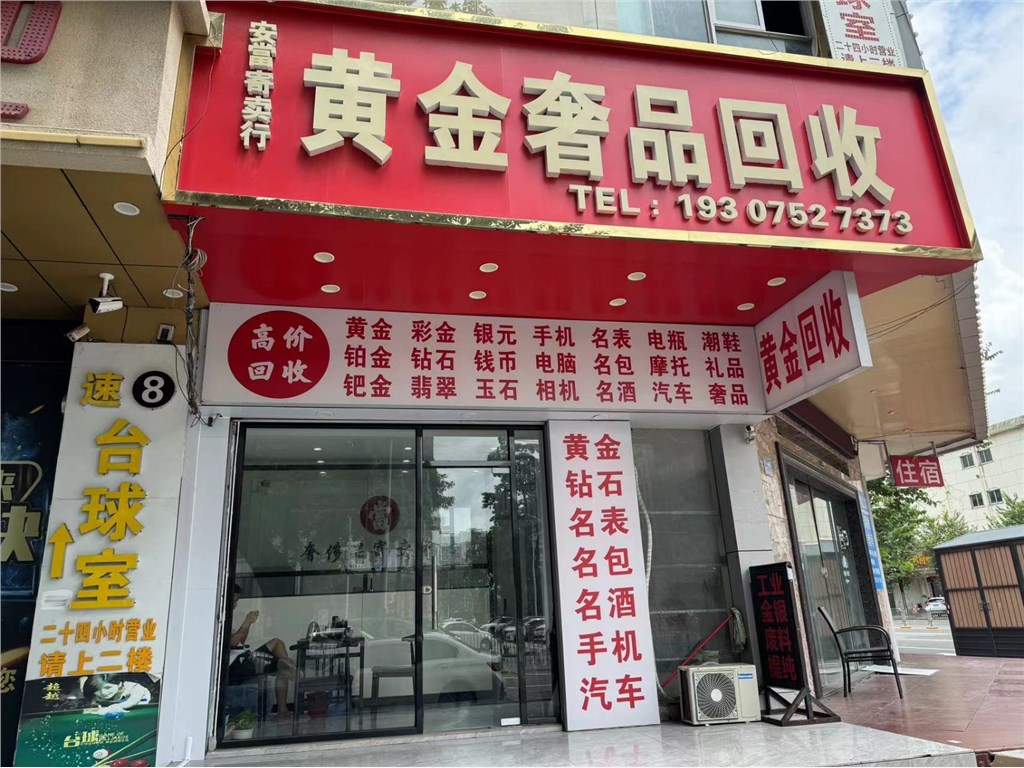 安當寄卖行
黄金奢品回收
TEL：193 0752 7373
球室
二十四小时营业
请上二楼
高价
回收
黄金 彩金 银元 手机 名表 电瓶 潮鞋
铂金 钻石 钱币 电脑 名包 摩托 礼品
钯金 翡翠 玉石 相机 名酒 汽车 奢品
黄金回收
黄金
钻石
名表
名包
名酒
手机
汽车
當
速8
台球室
二十四小时营业
请上二楼
台球
住宿
工业
金银
废料
提纯